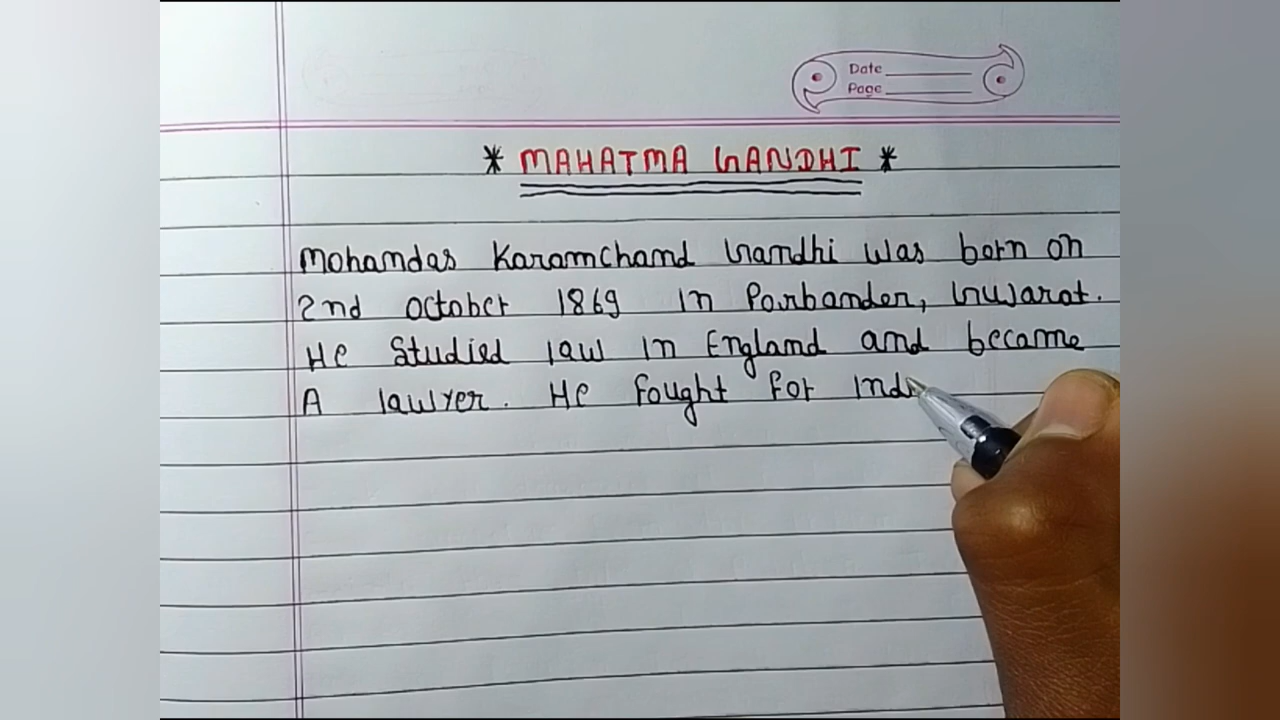 Date
Page
* MAHATMA GANDHI *
Mohandas Karamchand Gandhi was born on
2nd october 1869 in Porbander, Gujarat.
He studied law in England and became
A lawyer. He fought for Indi